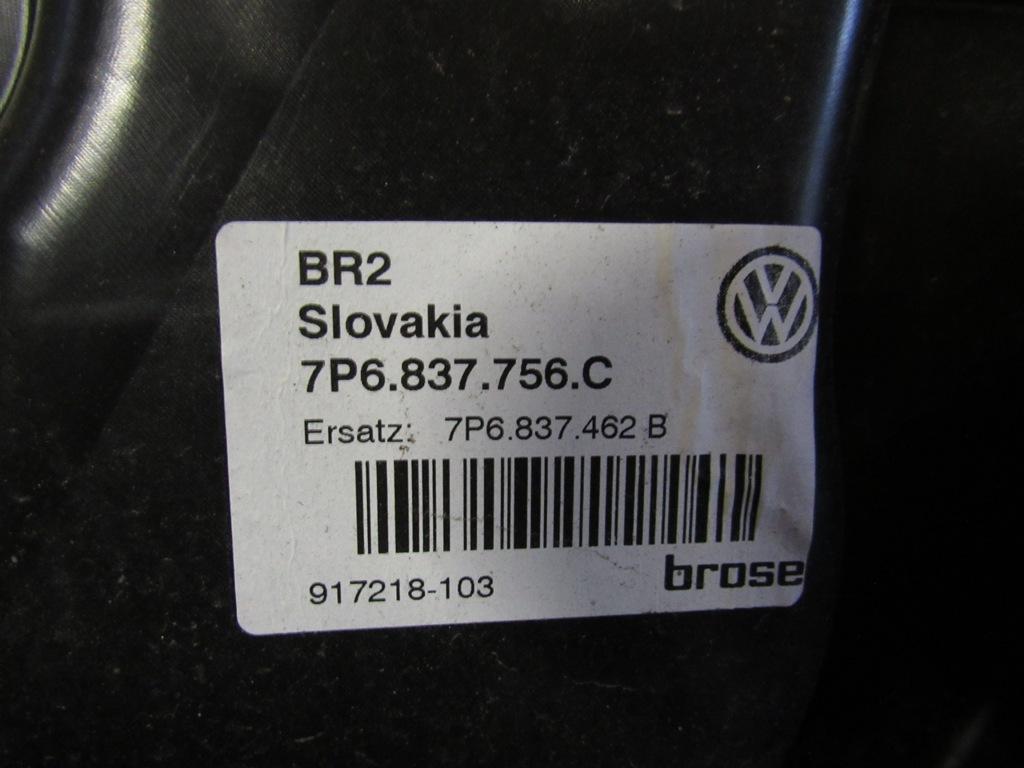 BR2
Slovakia
7P6.837.756.C
Ersatz: 7P6.837.462 B
917218-103
brose